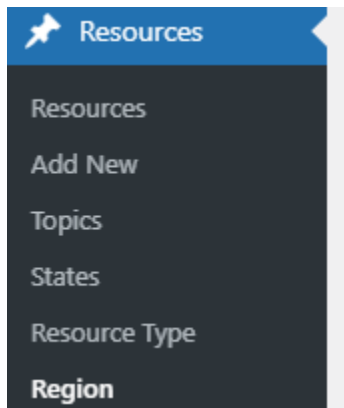 Resources
Resources
Add New
Topics
States
Resource Type
Region